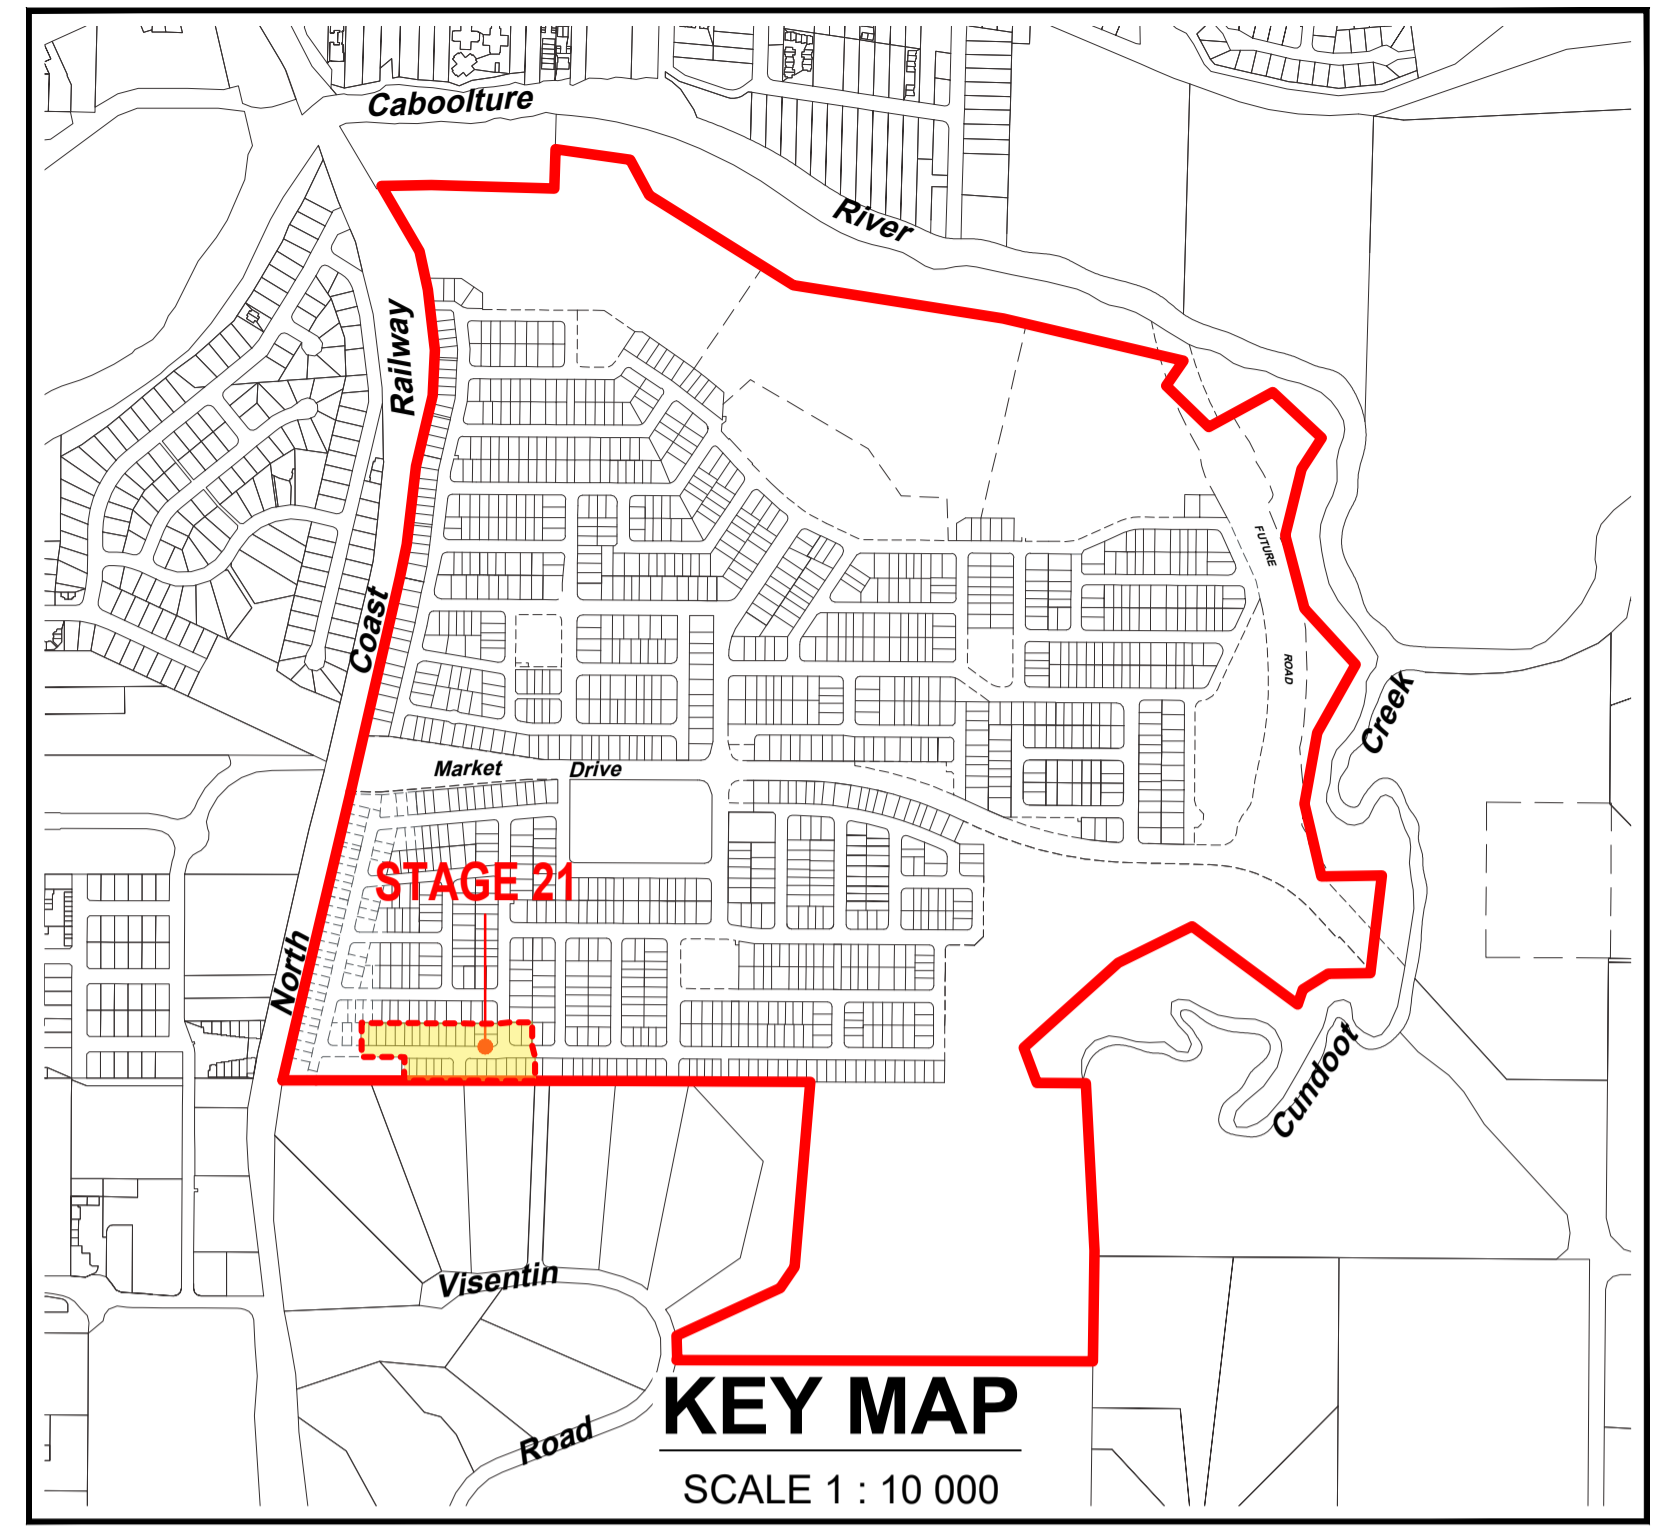 Caboolture
River
Railway
FUTURE
Coast
ROAD
Creek
Market Drive
STAGE 21
North
Cundoot
Visentin
Road
KEY MAP
SCALE 1 : 10 000